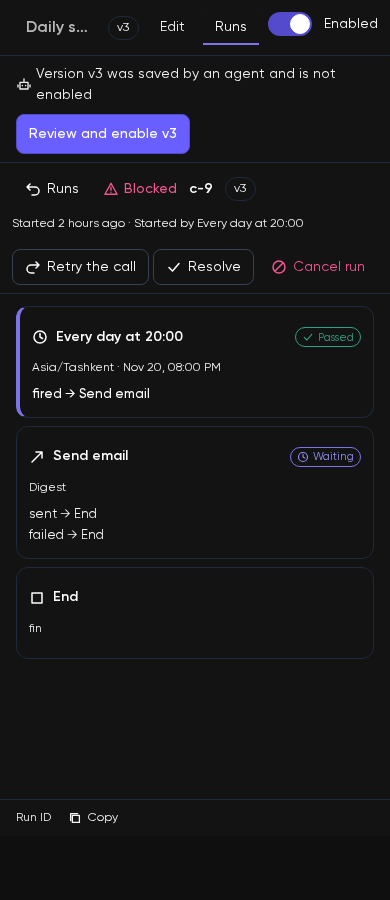 Daily s...
v3
Edit
Runs
Enabled
Version v3 was saved by an agent and is not
enabled
Review and enable v3
Runs
Blocked
c-9
v3
Started 2 hours ago · Started by Every day at 20:00
Retry the call
Resolve
Cancel run
Every day at 20:00
Passed
Asia/Tashkent · Nov 20, 08:00 PM
fired → Send email
Send email
Waiting
Digest
sent → End
failed → End
End
fin
Run ID
Copy